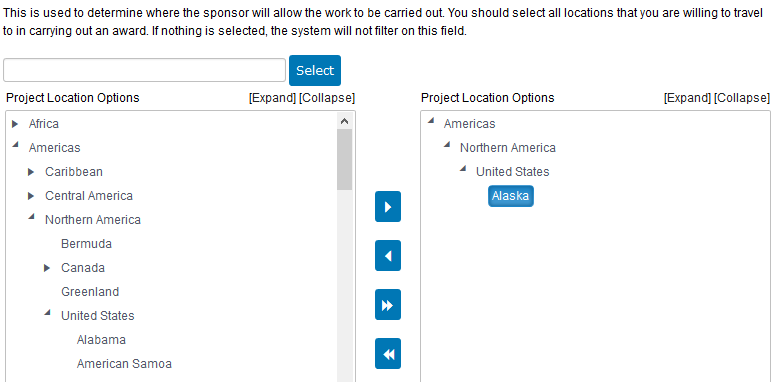 This is used to determine where the sponsor will allow the work to be carried out. You should select all locations that you are willing to travel
to in carrying out an award. If nothing is selected, the system will not filter on this field.
Select
Project Location Options [Expand] [Collapse]
Africa
Americas
Caribbean
Central America
Northern America
Bermuda
Canada
Greenland
United States
Alabama
American Samoa
Project Location Options [Expand] [Collapse]
Americas
Northern America
United States
Alaska